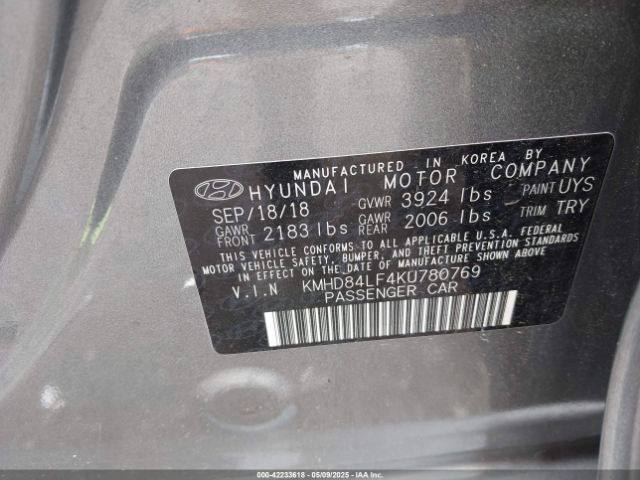 MANUFACTURED IN KOREA BY
HYUNDAI MOTOR COMPANY
SEP/18/18 GVWR 3924 lbs PAINT UYS
GAWR FRONT 2183 lbs GAWR REAR 2006 lbs TRIM TRY
THIS VEHICLE CONFORMS TO ALL APPLICABLE U.S.A. FEDERAL
MOTOR VEHICLE SAFETY, BUMPER, AND THEFT PREVENTION STANDARDS
IN EFFECT ON THE DATE OF MANUFACTURE SHOWN ABOVE
V.I.N KMHD84LF4KU780769
PASSENGER CAR
000-42233618 - 05/09/2025 - IAAI.COM